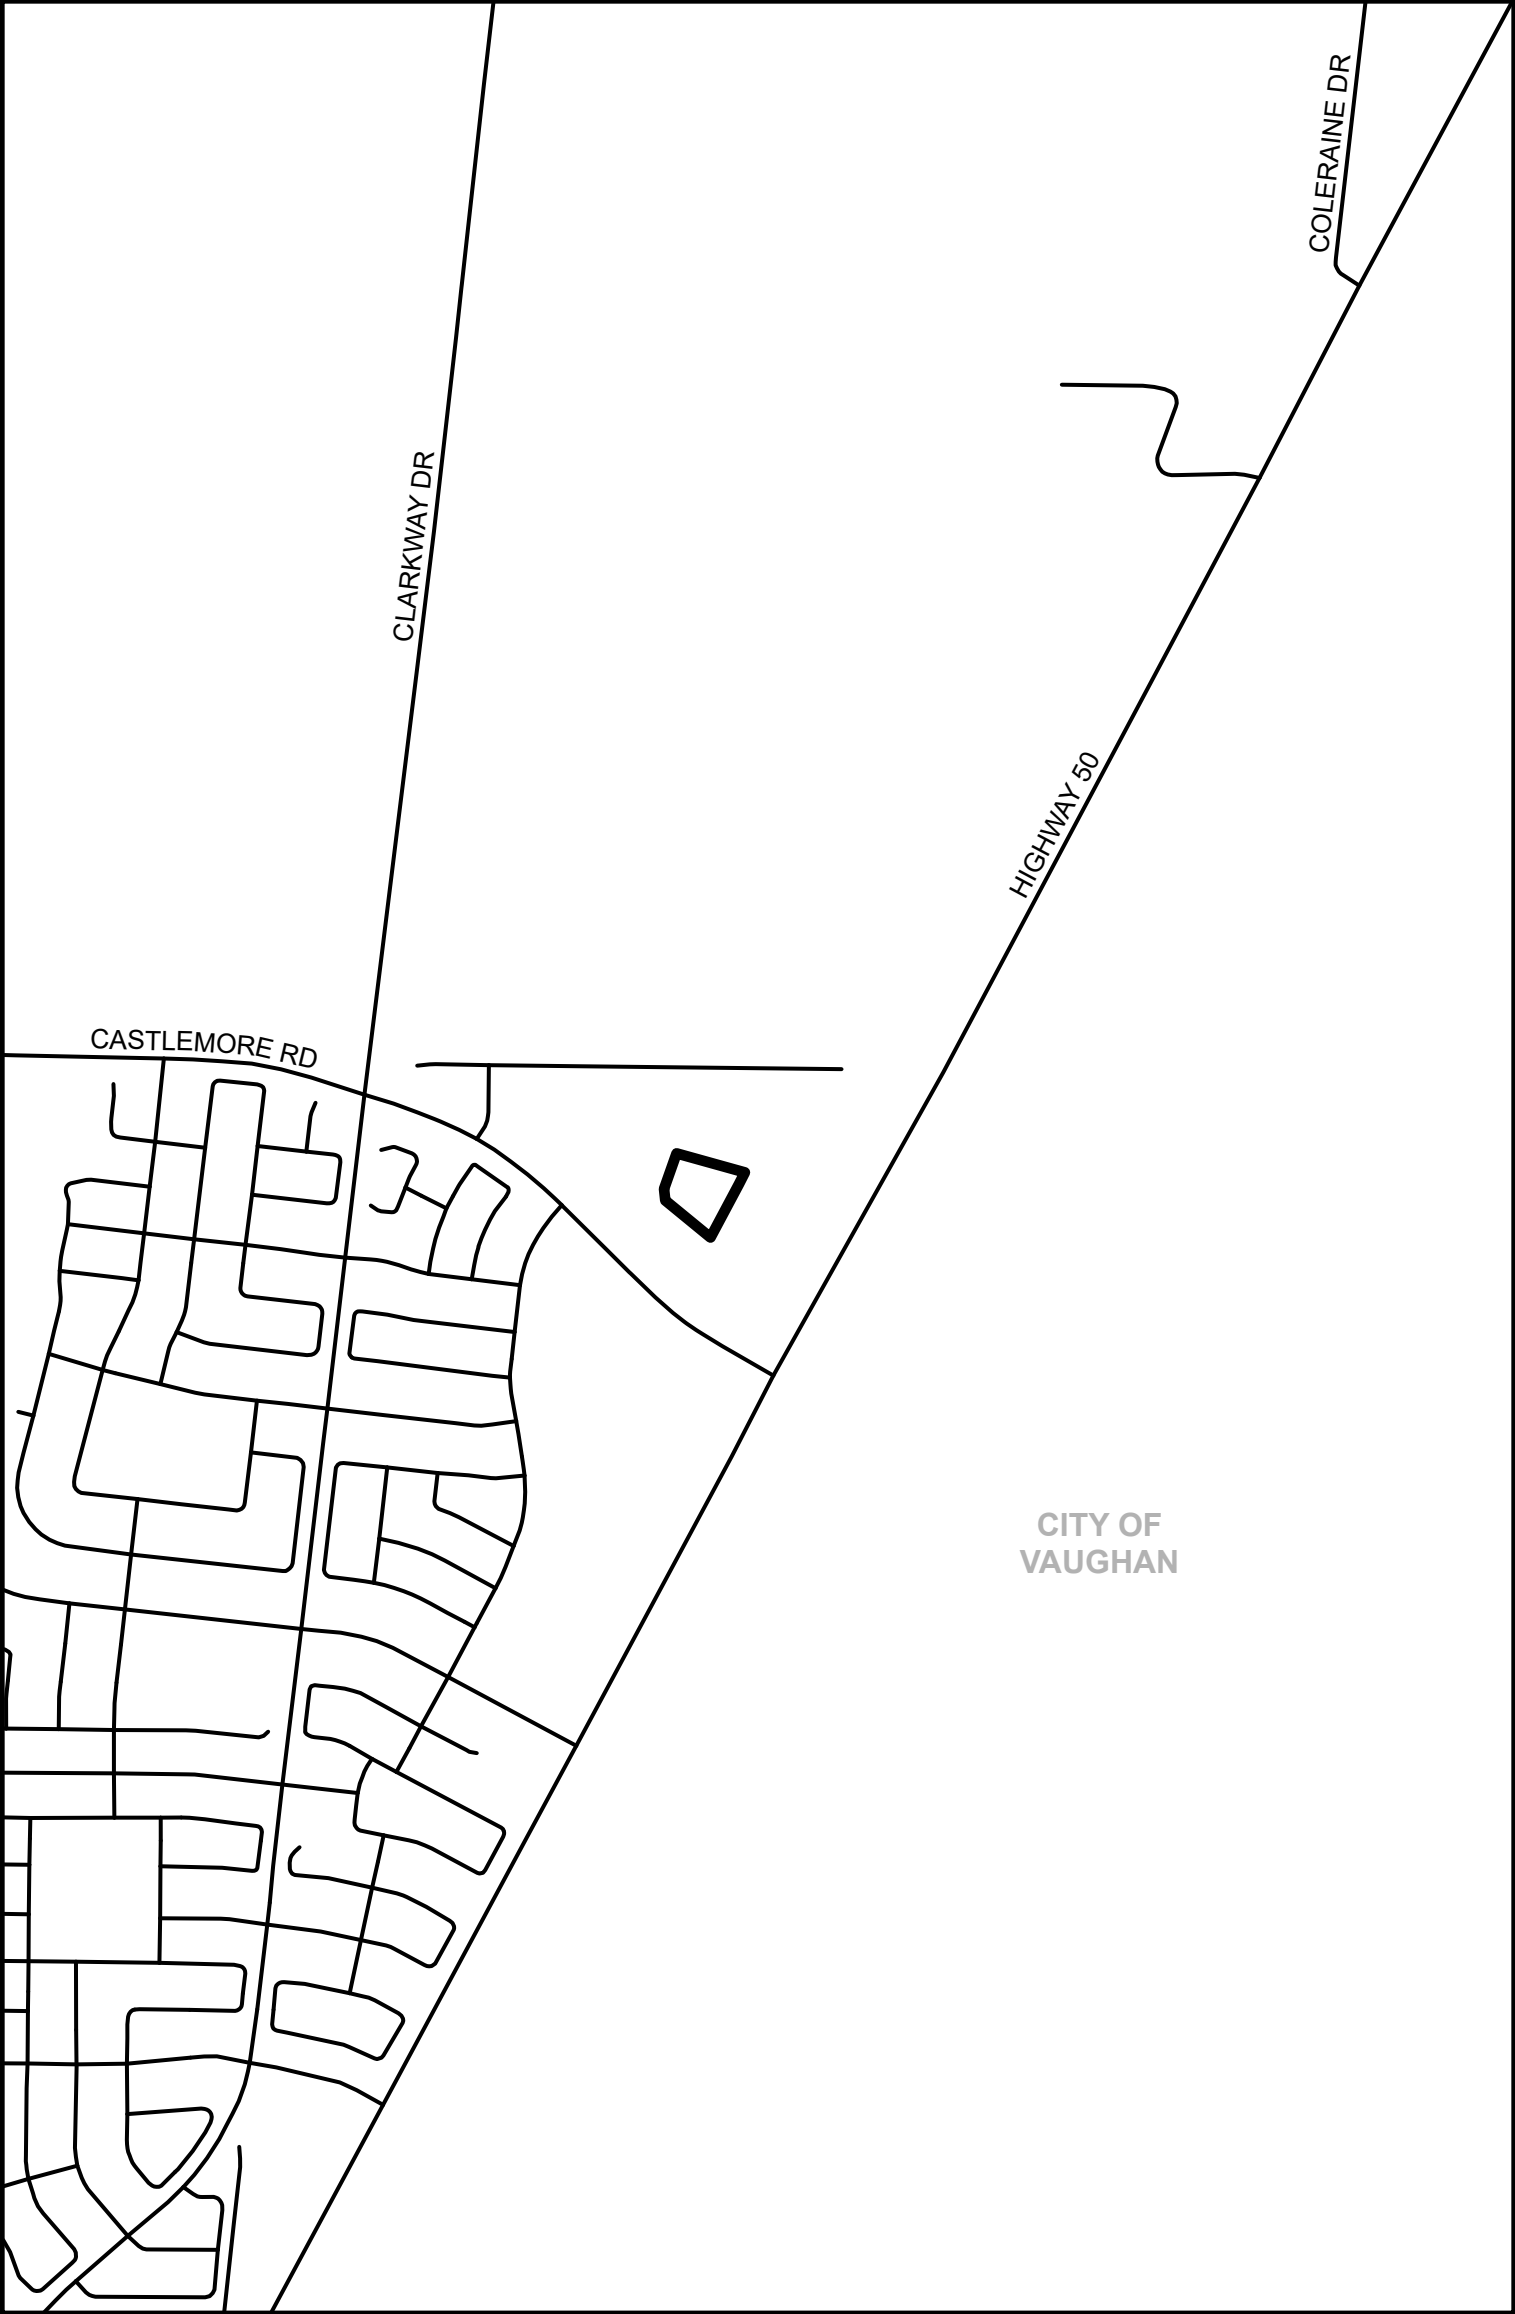 COLERAINE DR
CLARKWAY DR
HIGHWAY 50
CASTLEMORE RD
CITY OF
VAUGHAN